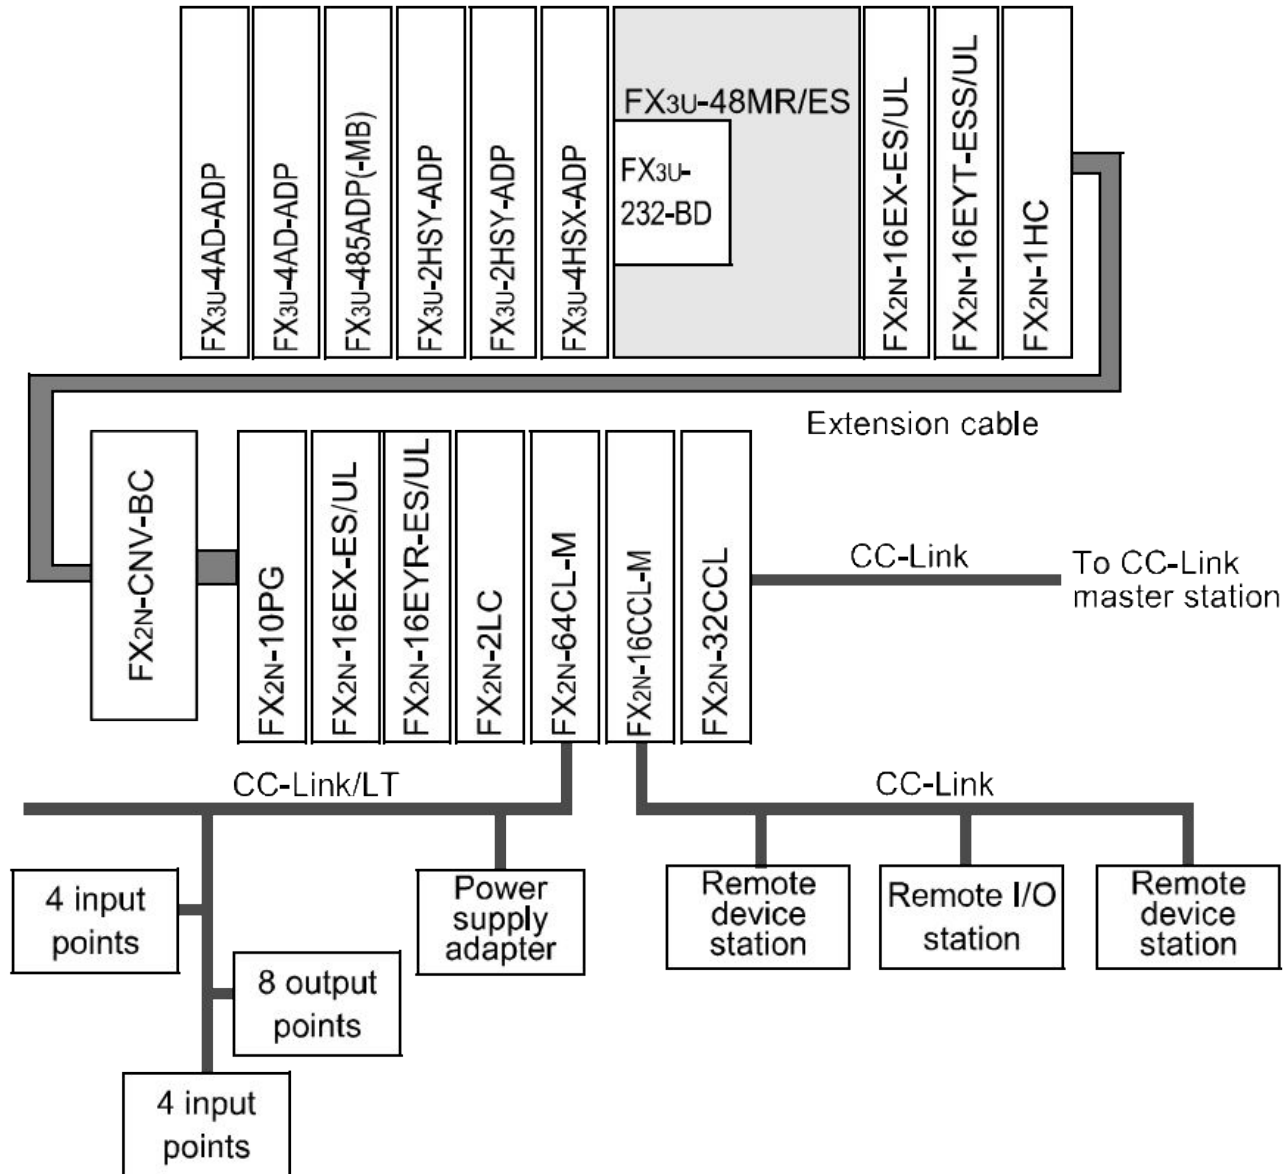 FX3U-4AD-ADP
FX3U-4AD-ADP
FX3U-485ADP(-MB)
FX3U-2HSY-ADP
FX3U-2HSY-ADP
FX3U-4HSX-ADP
FX3U-48MR/ES
FX3U-
232-BD
FX2N-16EX-ES/UL
FX2N-16EYT-ESS/UL
FX2N-1HC
Extension cable
FX2N-CNV-BC
FX2N-10PG
FX2N-16EX-ES/UL
FX2N-16EYR-ES/UL
FX2N-2LC
FX2N-64CL-M
FX2N-16CCL-M
FX2N-32CCL
CC-Link
To CC-Link
master station
CC-Link/LT
CC-Link
4 input
points
8 output
points
4 input
points
Power
supply
adapter
Remote
device
station
Remote I/O
station
Remote
device
station